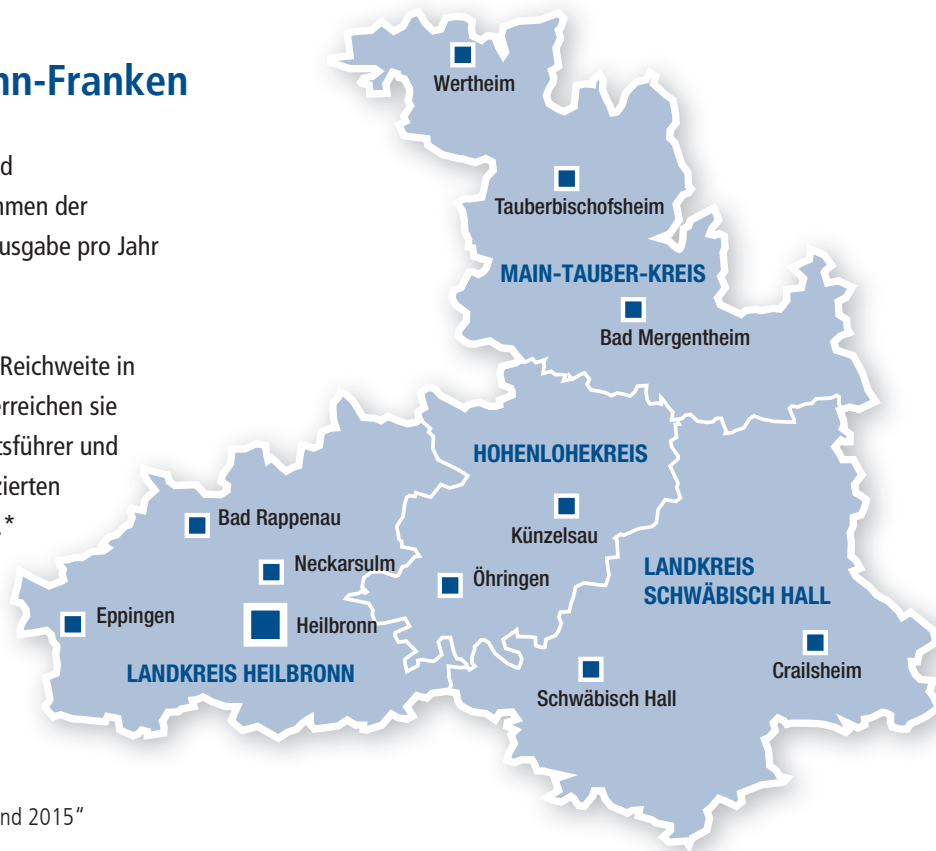 nn-Franken
d
mmen der
usgabe pro Jahr
Reichweite in
erreichen sie
tsführer und
zierten
.*
Wertheim
Tauberbischofsheim
MAIN-TAUBER-KREIS
Bad Mergentheim
HOHENLOHEKREIS
Künzelsau
Öhringen
Bad Rappenau
Neckarsulm
Eppingen
Heilbronn
LANDKREIS HEILBRONN
LANDKREIS
SCHWÄBISCH HALL
Crailsheim
Schwäbisch Hall
nd 2015“